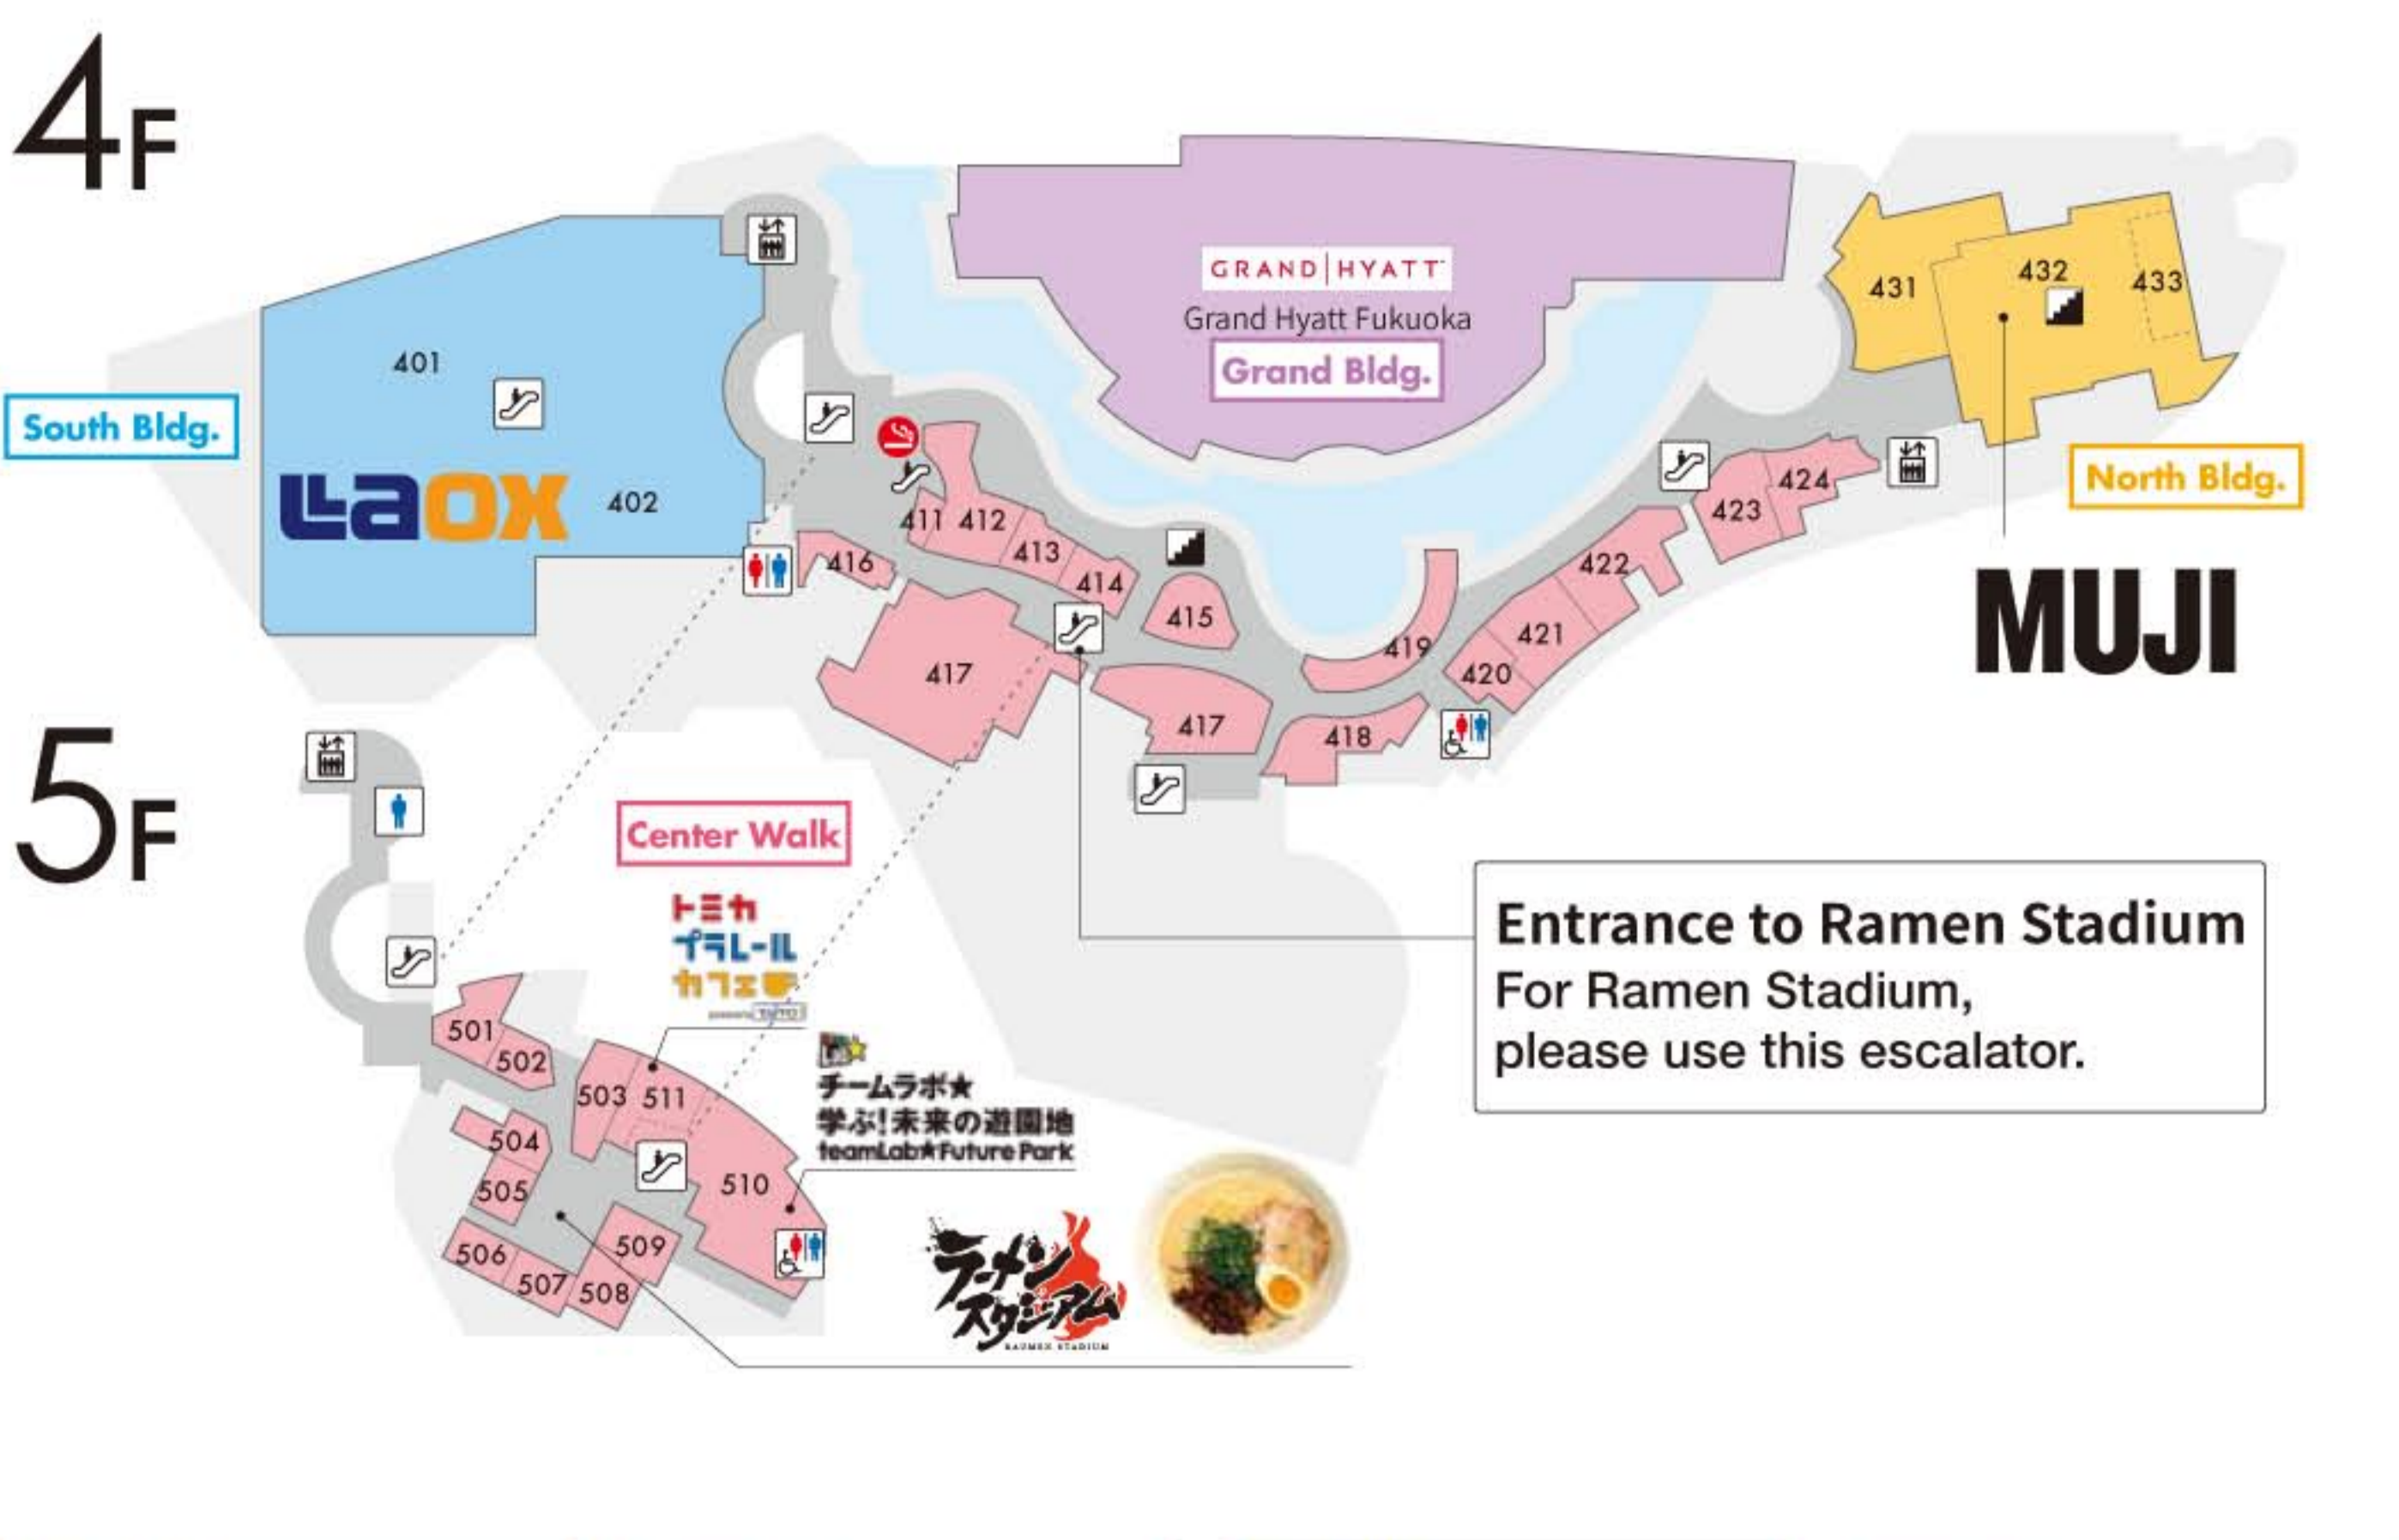 4F
GRAND HYATT
Grand Hyatt Fukuoka
Grand Bldg.
431
432
433
401
South Bldg.
LAOX
402
North Bldg.
411
412
413
414
415
416
417
417
418
419
420
421
422
423
424
MUJI
5F
Center Walk
トミカ
プラレール
カフェ
Entrance to Ramen Stadium
For Ramen Stadium,
please use this escalator.
501
502
503
511
チームラボ★
学ぶ!未来の遊園地
teamLab★Future Park
504
505
510
506
507
508
509
ラーメン
スタジアム
RAUMEN STADIUM